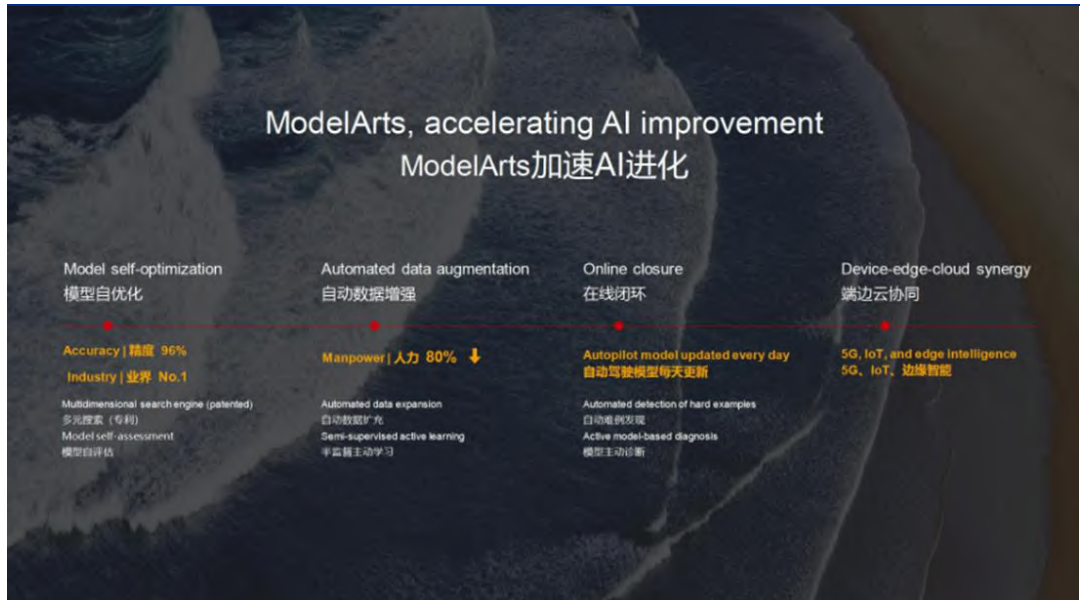 ModelArts, accelerating AI improvement
ModelArts加速AI进化
Model self-optimization
模型自优化
Accuracy | 精度 96%
Industry | 业界 No.1
Multidimensional search engine (patented)
多元搜索（专利）
Model self-assessment
模型自评估
Automated data augmentation
自动数据增强
Manpower | 人力 80%
Automated data expansion
自动数据扩充
Semi-supervised active learning
半监督主动学习
Online closure
在线闭环
Autopilot model updated every day
自动驾驶模型每天更新
Automated detection of hard examples
自动难例发现
Active model-based diagnosis
模型主动诊断
Device-edge-cloud synergy
端边云协同
5G, IoT, and edge intelligence
5G、IoT、边缘智能